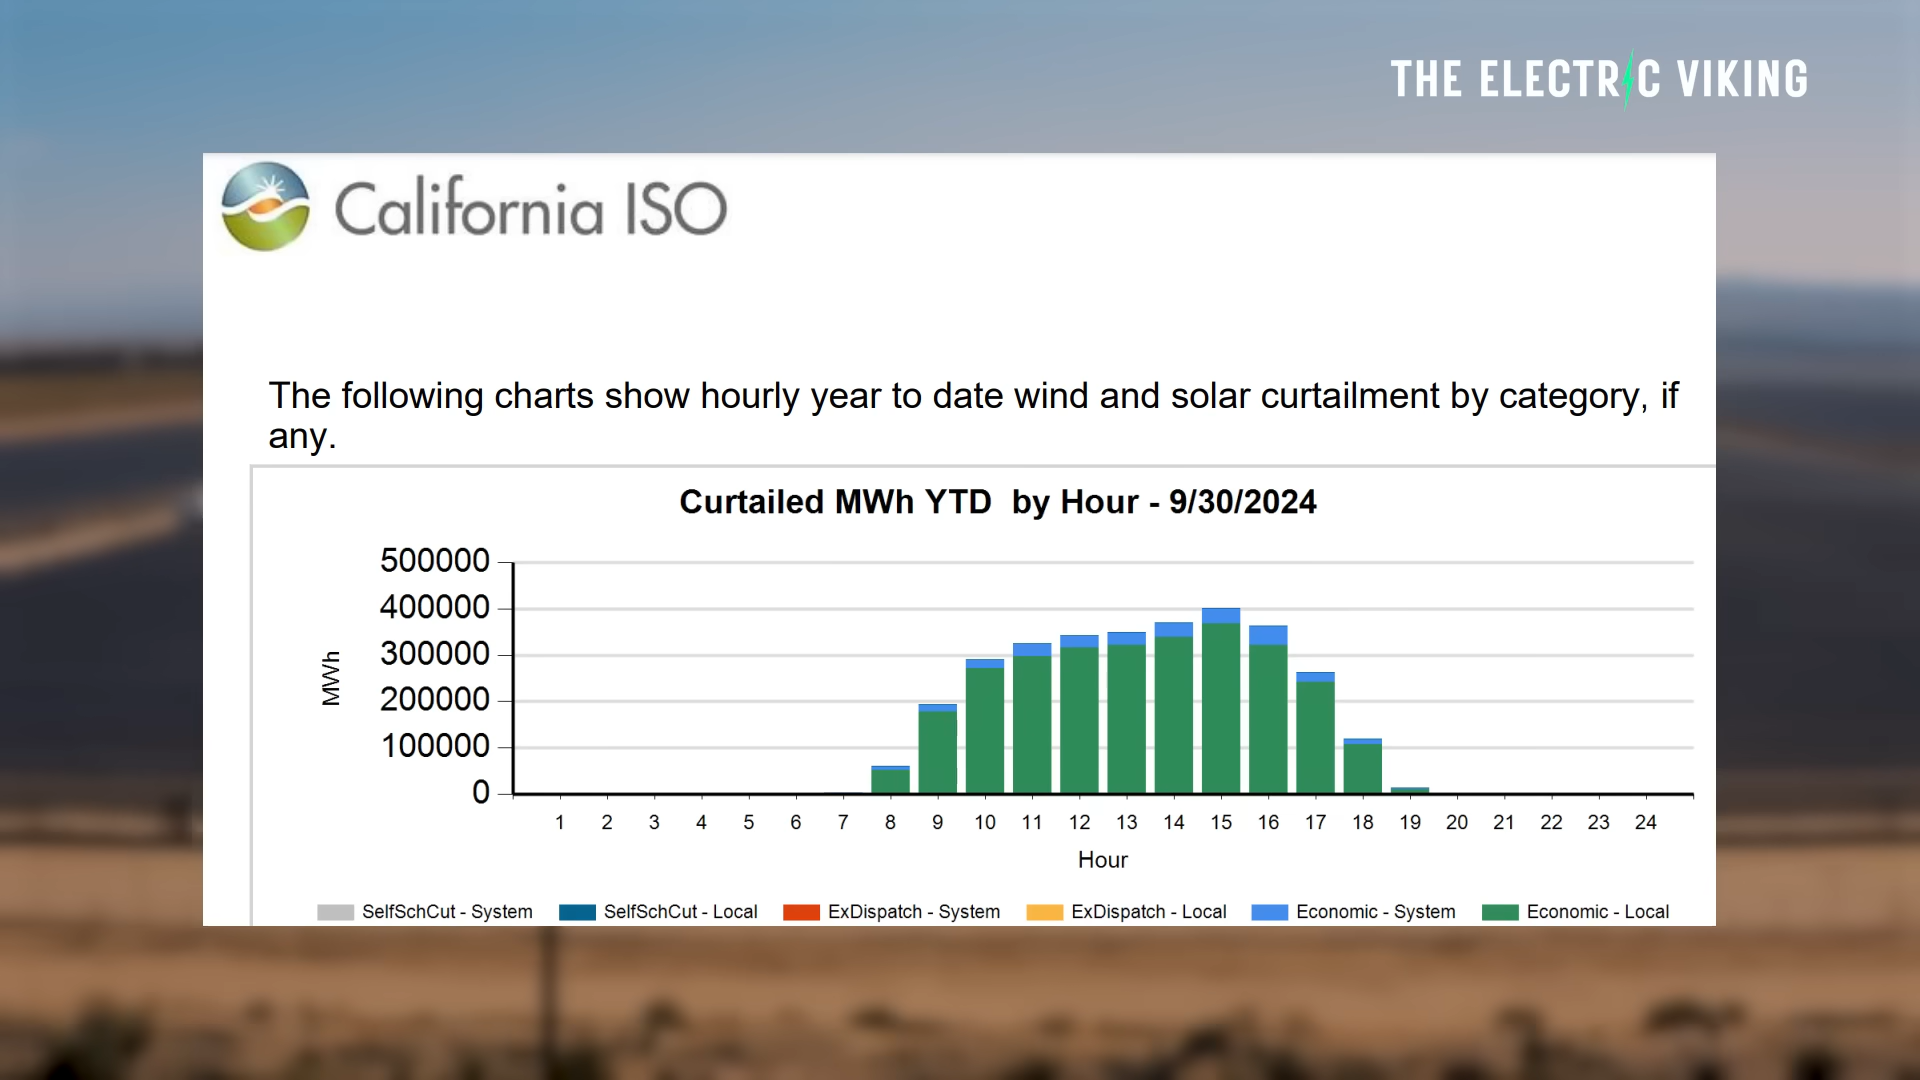 THE ELECTRIC VIKING
California ISO
The following charts show hourly year to date wind and solar curtailment by category, if
any.
Curtailed MWh YTD by Hour - 9/30/2024
500000
400000
300000
200000
100000
0
MWh
1 2 3 4 5 6 7 8 9 10 11 12 13 14 15 16 17 18 19 20 21 22 23 24
Hour
SelfSchCut - System SelfSchCut - Local ExDispatch - System ExDispatch - Local Economic - System Economic - Local